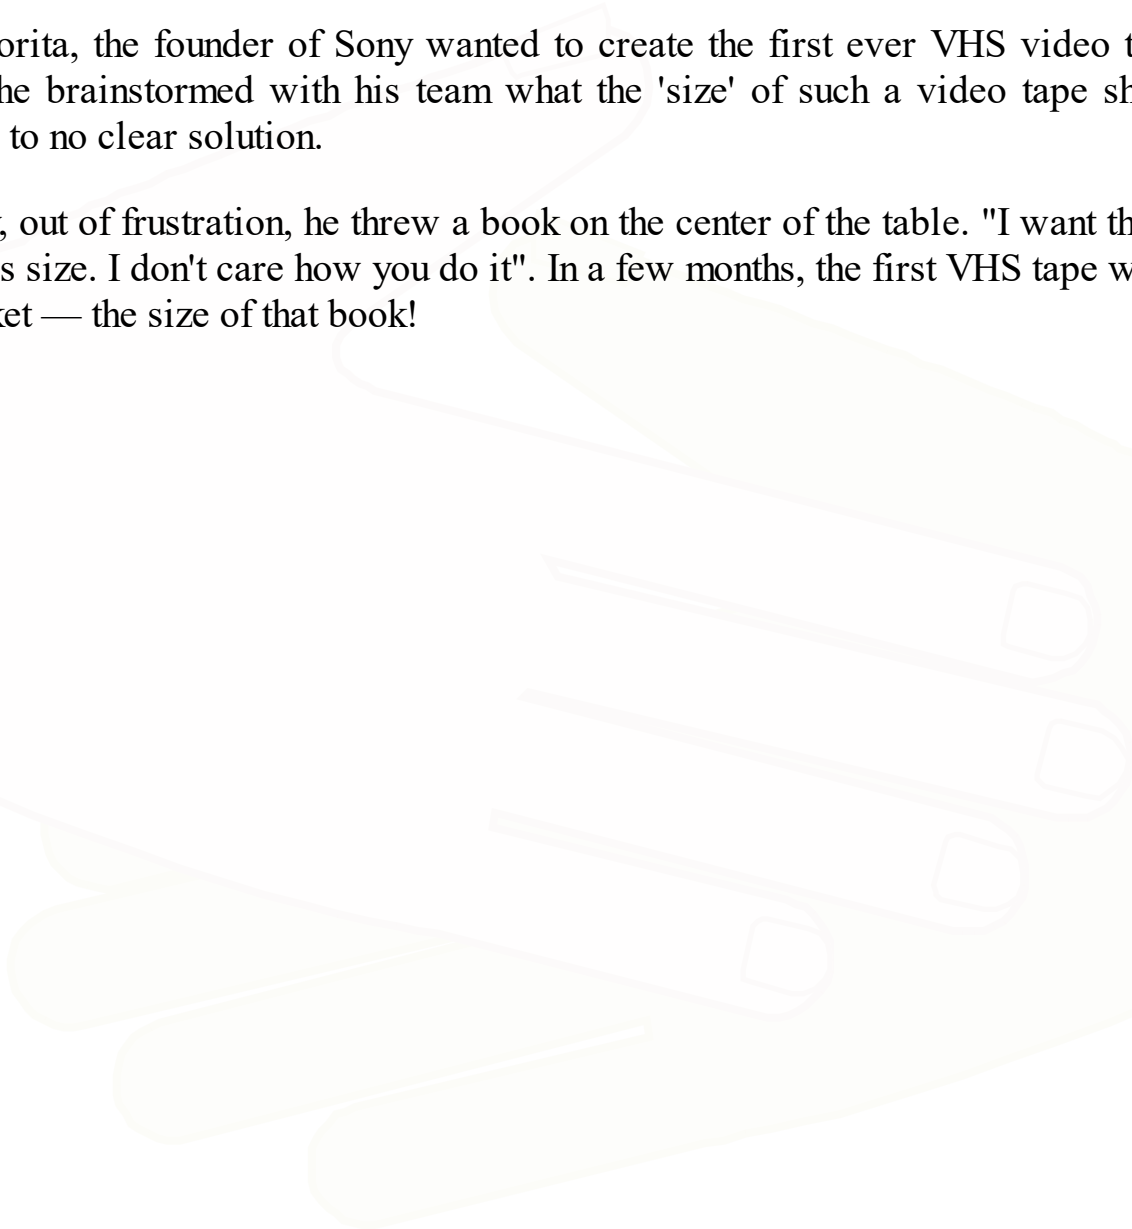 orita, the founder of Sony wanted to create the first ever VHS video t
he brainstormed with his team what the 'size' of such a video tape sh
to no clear solution.
, out of frustration, he threw a book on the center of the table. "I want th
s size. I don't care how you do it". In a few months, the first VHS tape w
ket — the size of that book!